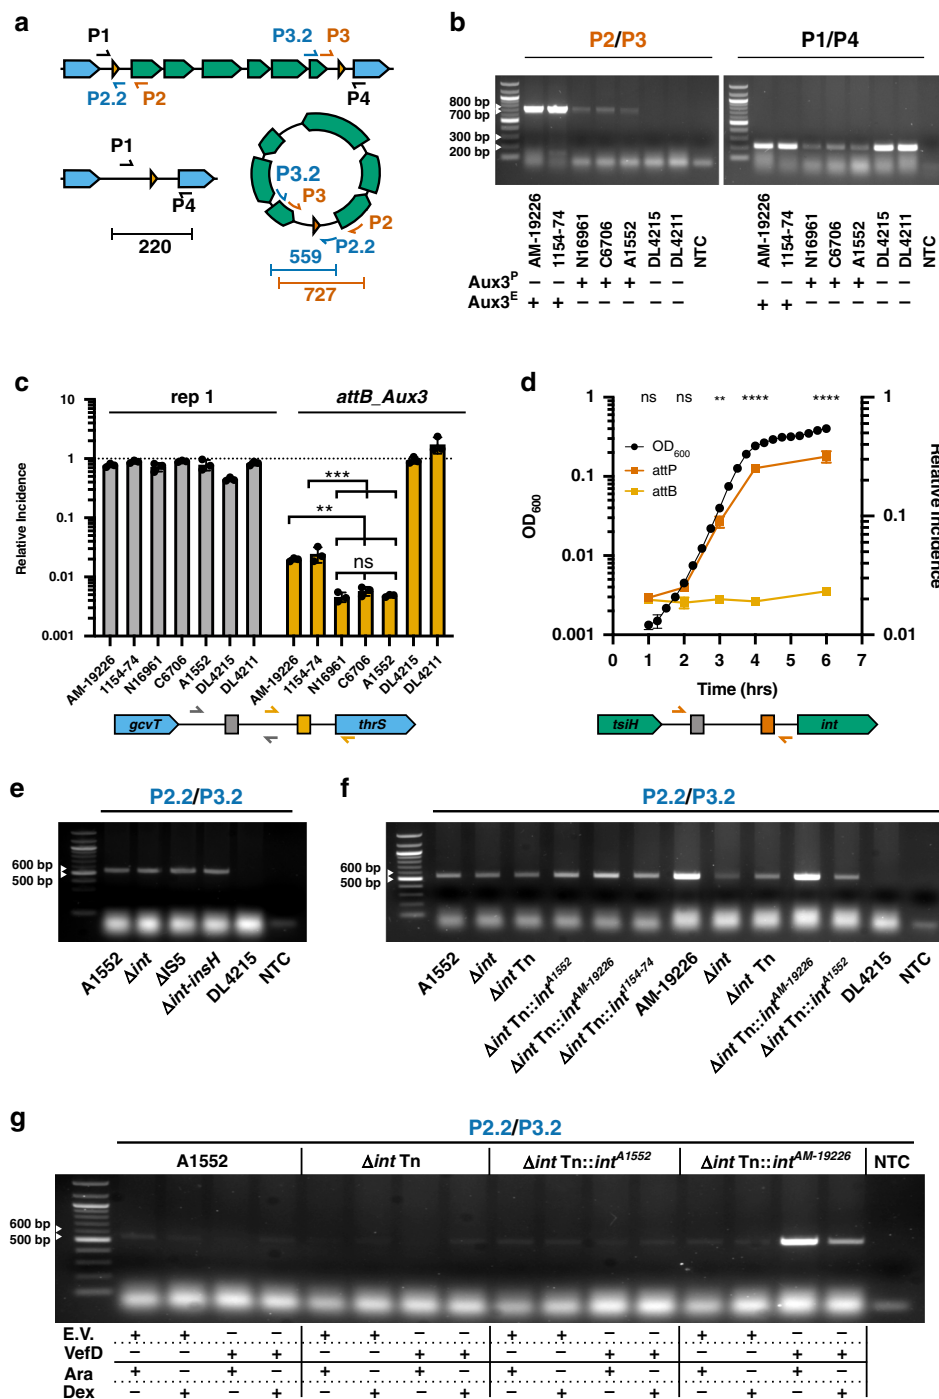 a
P1
P3.2
P3
P2.2
P2
P4
P1
P4
220
P3.2
P3
P2
P2.2
559
727
b
P2/P3
P1/P4
800 bp
700 bp
300 bp
200 bp
AM-19226
1154-74
N16961
C6706
A1552
DL4215
DL4211
NTC
AM-19226
1154-74
N16961
C6706
A1552
DL4215
DL4211
NTC
Aux3P − − + + + − − − − − + + + − − −
Aux3E + + − − − − − − + + − − − − − −
c
rep 1
attB_Aux3
Relative Incidence
10
1
0.1
0.01
0.001
***
**
ns
AM-19226
1154-74
N16961
C6706
A1552
DL4215
DL4211
AM-19226
1154-74
N16961
C6706
A1552
DL4215
DL4211
gcvT
thrS
d
ns ns ** **** ****
OD600
attP
attB
OD600
1
0.1
0.01
0.001
1
0.1
0.01
Relative Incidence
0 1 2 3 4 5 6 7
Time (hrs)
tsiH
int
e
P2.2/P3.2
600 bp
500 bp
A1552
Δint
ΔIS5
Δint-insH
DL4215
NTC
f
P2.2/P3.2
600 bp
500 bp
A1552
Δint
Δint Tn
Δint Tn::intA1552
Δint Tn::intAM-19226
Δint Tn::int1154-74
AM-19226
Δint
Δint Tn
Δint Tn::intAM-19226
Δint Tn::intA1552
DL4215
NTC
g
P2.2/P3.2
A1552
Δint Tn
Δint Tn::intA1552
Δint Tn::intAM-19226
NTC
600 bp
500 bp
E.V. + + − − + + − − + + − − + + − −
VefD − − + + − − + + − − + + − − + +
Ara + − + − + − + − + − + − + − + −
Dex − + − + − + − + − + − + − + − +